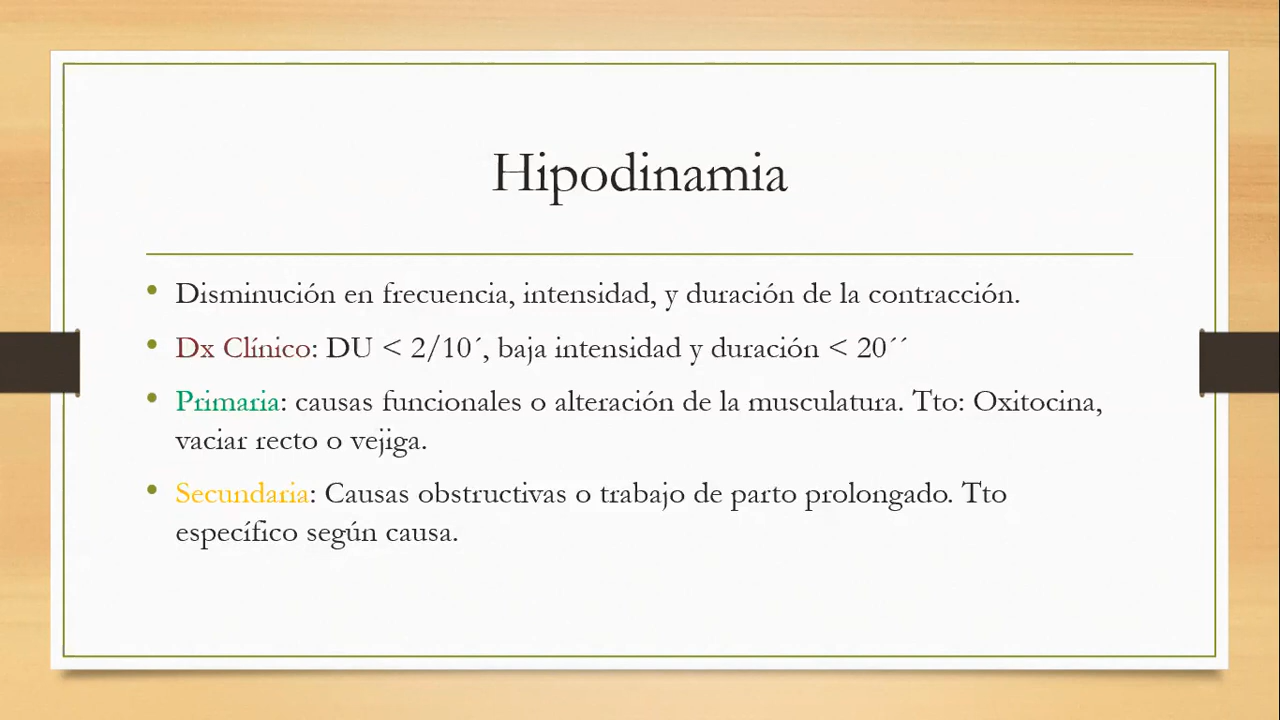 Hipodinamia
• Disminución en frecuencia, intensidad, y duración de la contracción.
• Dx Clínico: DU < 2/10´, baja intensidad y duración < 20´´
• Primaria: causas funcionales o alteración de la musculatura. Tto: Oxitocina,
vaciar recto o vejiga.
• Secundaria: Causas obstructivas o trabajo de parto prolongado. Tto
específico según causa.